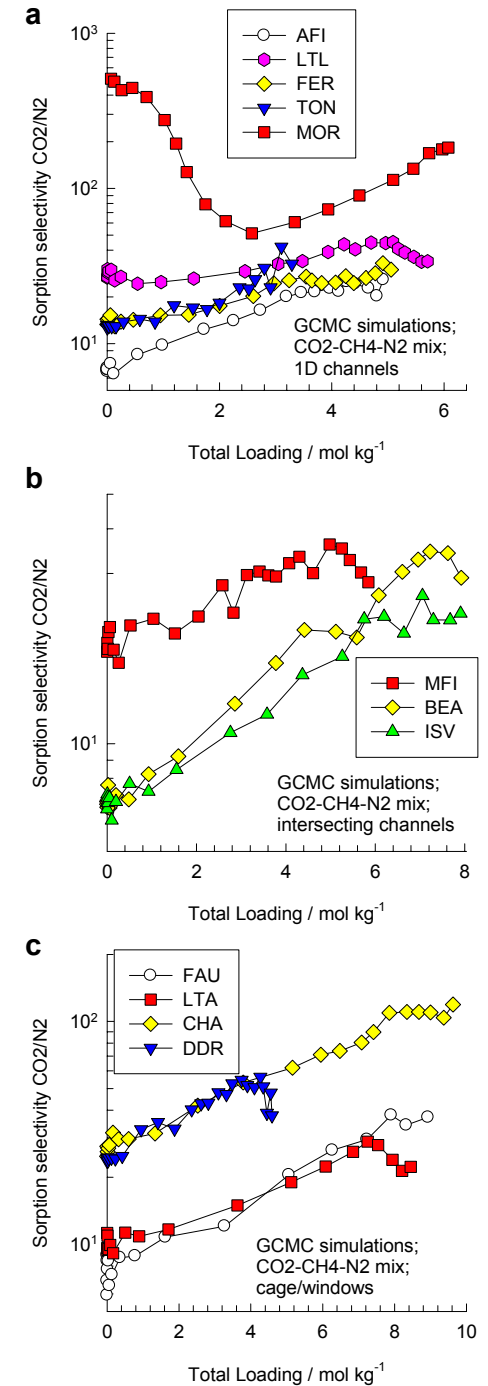 a
10³
10²
10¹
Sorption selectivity CO2/N2
AFI
LTL
FER
TON
MOR
GCMC simulations;
CO2-CH4-N2 mix;
1D channels
0 2 4 6
Total Loading / mol kg⁻¹
b
10¹
Sorption selectivity CO2/N2
MFI
BEA
ISV
GCMC simulations;
CO2-CH4-N2 mix;
intersecting channels
0 2 4 6 8
Total Loading / mol kg⁻¹
c
10²
10¹
Sorption selectivity CO2/N2
FAU
LTA
CHA
DDR
GCMC simulations;
CO2-CH4-N2 mix;
cage/windows
0 2 4 6 8 10
Total Loading / mol kg⁻¹